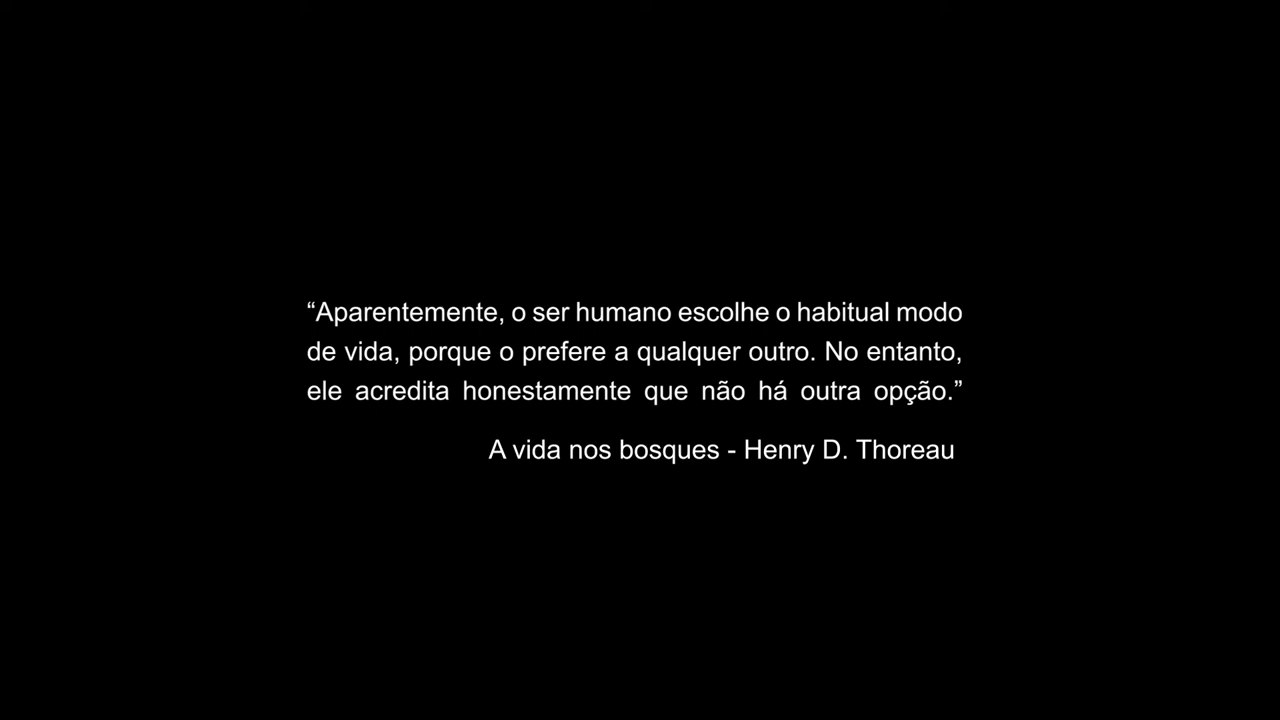 “Aparentemente, o ser humano escolhe o habitual modo
de vida, porque o prefere a qualquer outro. No entanto,
ele acredita honestamente que não há outra opção.”
A vida nos bosques - Henry D. Thoreau